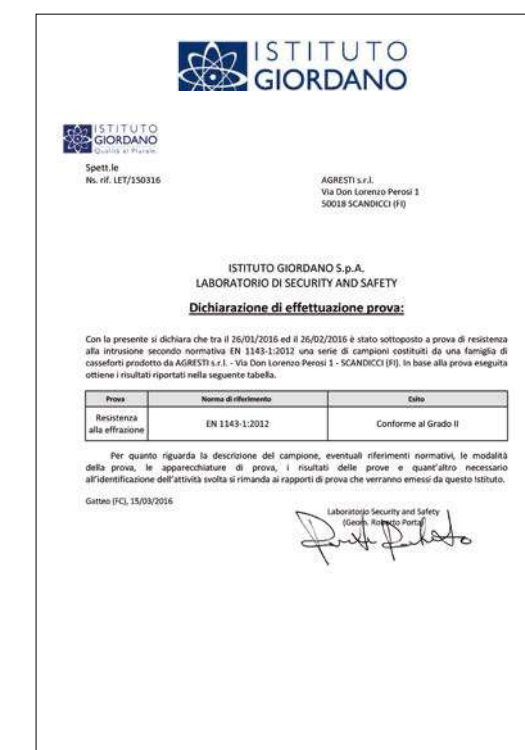 ISTITUTO
GIORDANO
ISTITUTO
GIORDANO
Qualità al Plurale.
Spett.le
Ns. rif. LET/150316
AGRESTI s.r.l.
Via Don Lorenzo Perosi 1
50018 SCANDICCI (FI)
ISTITUTO GIORDANO S.p.A.
LABORATORIO DI SECURITY AND SAFETY
Dichiarazione di effettuazione prova:
Con la presente si dichiara che tra il 26/01/2016 ed il 26/02/2016 è stato sottoposto a prova di resistenza
alla intrusione secondo normativa EN 1143-1:2012 una serie di campioni costituiti da una famiglia di
casseforti prodotto da AGRESTI s.r.l. - Via Don Lorenzo Perosi 1 - SCANDICCI (FI). In base alla prova eseguita
ottiene i risultati riportati nella seguente tabella.
Prova Norma di riferimento Esito
Resistenza
alla effrazione EN 1143-1:2012 Conforme al Grado II
Per quanto riguarda la descrizione del campione, eventuali riferimenti normativi, le modalità
della prova, le apparecchiature di prova, i risultati delle prove e quant'altro necessario
all'identificazione dell'attività svolta si rimanda ai rapporti di prova che verranno emessi da questo Istituto.
Gatteo (FC), 15/03/2016
Laboratorio Security and Safety
(Geom. Roberto Porta)